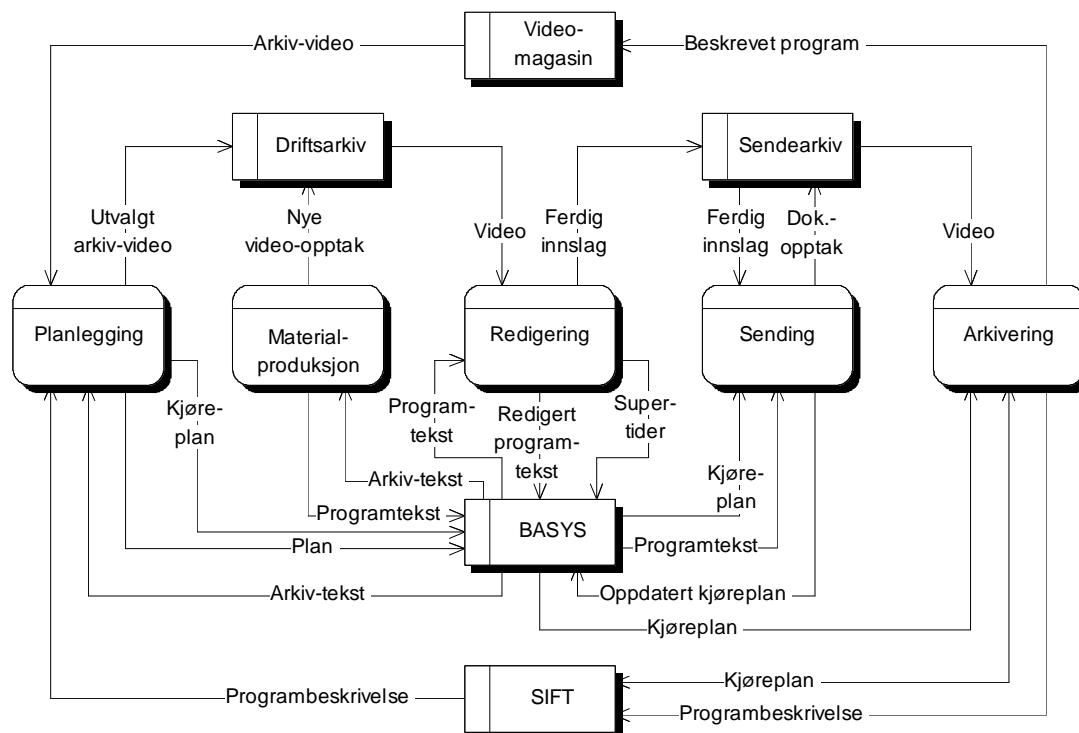 Arkiv-video
Video-
magasin
Beskrevet program
Driftsarkiv
Sendearkiv
Utvalgt
arkiv-video
Nye
video-opptak
Video
Ferdig
innslag
Ferdig
innslag
Dok.-
opptak
Video
Planlegging
Material-
produksjon
Redigering
Sending
Arkivering
Kjøre-
plan
Program-
tekst
Redigert
program-
tekst
Super-
tider
Arkiv-tekst
Kjøre-
plan
Programtekst
BASYS
Plan
Programtekst
Arkiv-tekst
Oppdatert kjøreplan
Kjøreplan
Programbeskrivelse
SIFT
Kjøreplan
Programbeskrivelse